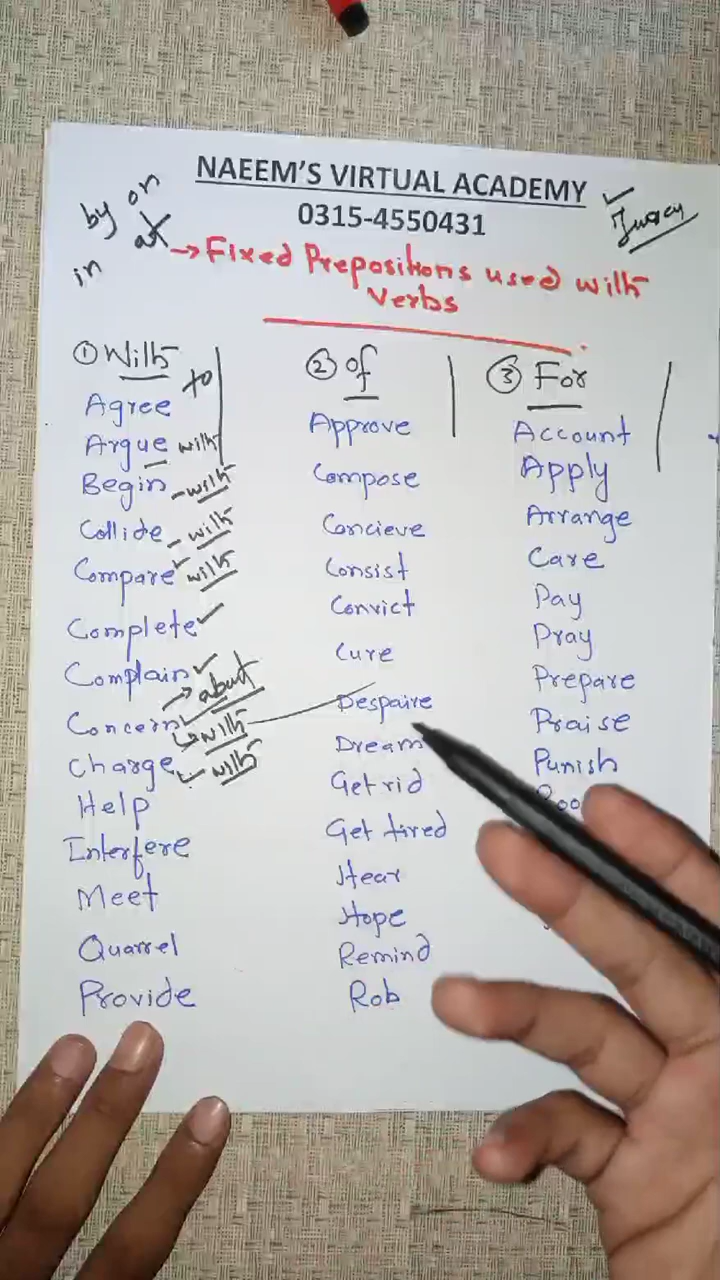 NAEEM'S VIRTUAL ACADEMY
0315-4550431
by on
at
in
→Fixed Prepositions used with
Verbs
① With
to
Agree
Argue with
Begin - with
Collide - with
Compare with
Complete
Complain
Concern → about
with
Charge with
Help
Interfere
Meet
Quarrel
Provide
② Of
Approve
Compose
Concieve
Consist
Convict
Cure
Despaire
Dream
Get rid
Get tired
Hear
Hope
Remind
Rob
③ For
Account
Apply
Arrange
Care
Pay
Pray
Prepare
Praise
Punish